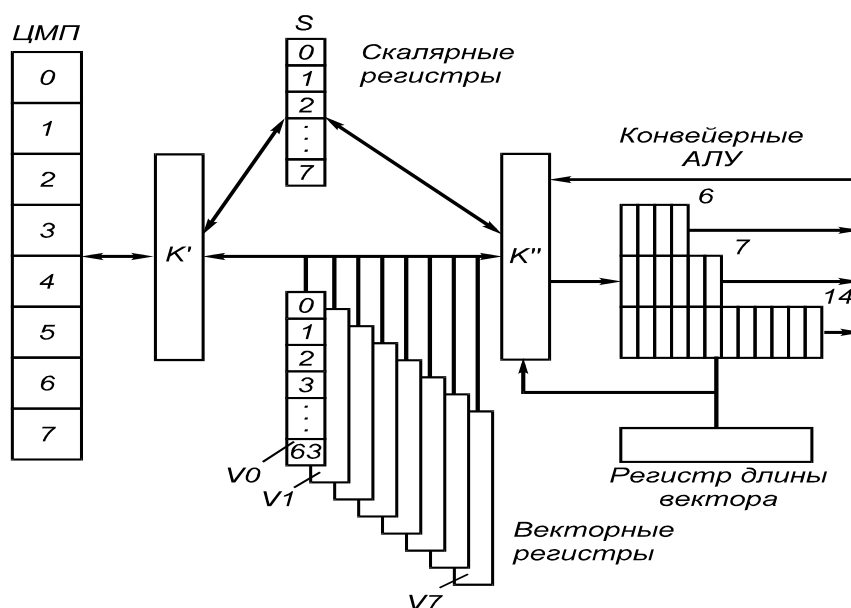 ЦМП
0
1
2
3
4
5
6
7
S
0
1
2
7
Скалярные
регистры
К'
К"
Конвейерные
АЛУ
6
7
14
0
1
2
3
63
V0
V1
V7
Векторные
регистры
Регистр длины
вектора